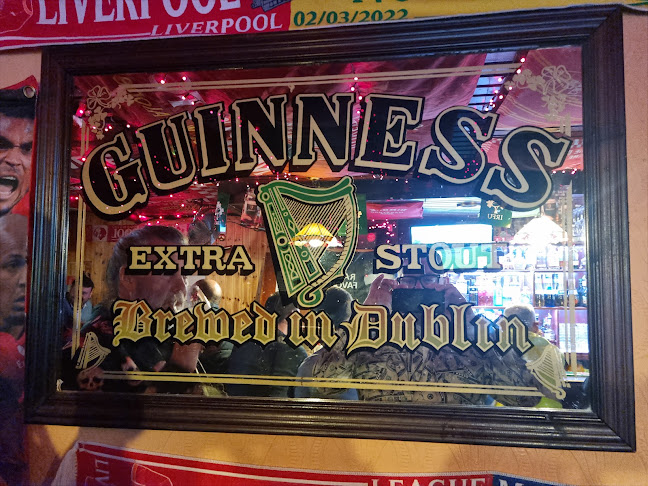 LIVERPOOL
LIVERPOOL 02/03/2022
GUINNESS
EXTRA STOUT
Brewed in Dublin
LEAGUE